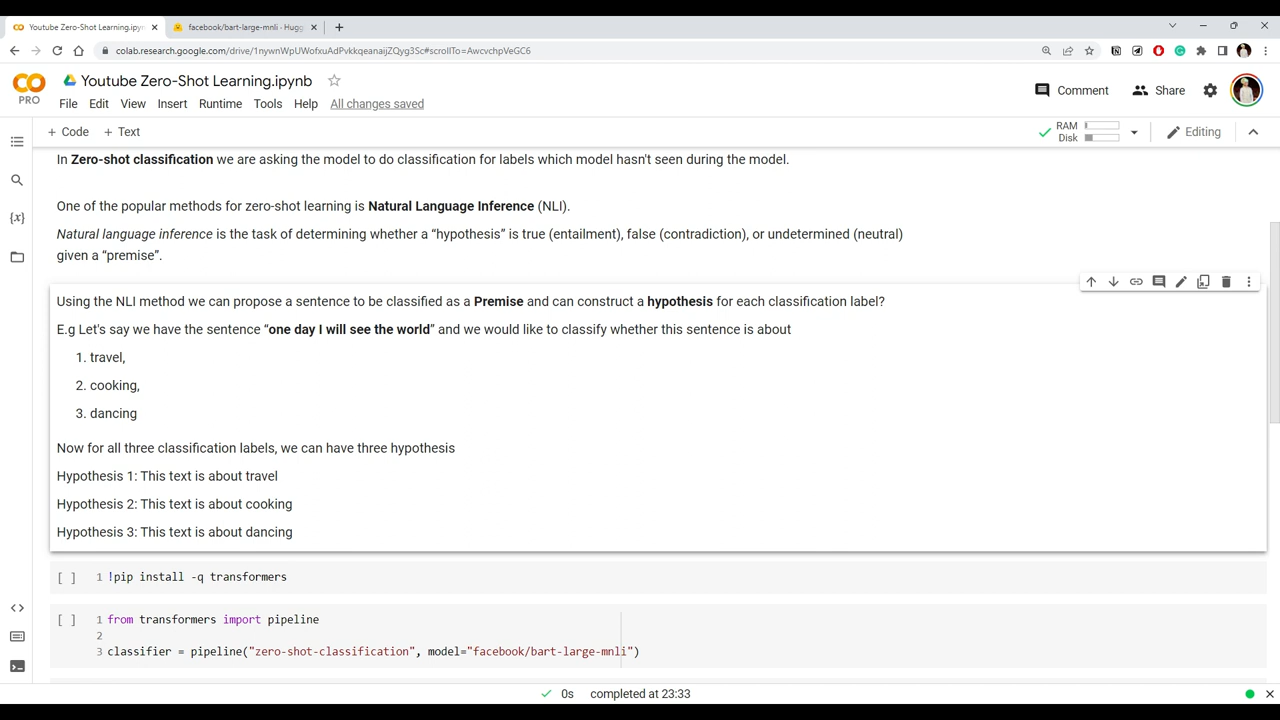 Youtube Zero-Shot Learning.ipyn
facebook/bart-large-mnli · Hugg
colab.research.google.com/drive/1nywnWpUWofxuAdPvkkqeanaijZQyg3Sc#scrollTo=AwcvchpVeGC6
PRO
Youtube Zero-Shot Learning.ipynb
File Edit View Insert Runtime Tools Help All changes saved
Comment Share
+ Code + Text
RAM
Disk
Editing
In Zero-shot classification we are asking the model to do classification for labels which model hasn't seen during the model.
One of the popular methods for zero-shot learning is Natural Language Inference (NLI).
Natural language inference is the task of determining whether a “hypothesis” is true (entailment), false (contradiction), or undetermined (neutral)
given a “premise”.
Using the NLI method we can propose a sentence to be classified as a Premise and can construct a hypothesis for each classification label?
E.g Let's say we have the sentence “one day I will see the world” and we would like to classify whether this sentence is about
1. travel,
2. cooking,
3. dancing
Now for all three classification labels, we can have three hypothesis
Hypothesis 1: This text is about travel
Hypothesis 2: This text is about cooking
Hypothesis 3: This text is about dancing
[ ] 1 !pip install -q transformers
[ ] 1 from transformers import pipeline
2
3 classifier = pipeline("zero-shot-classification", model="facebook/bart-large-mnli")
0s completed at 23:33